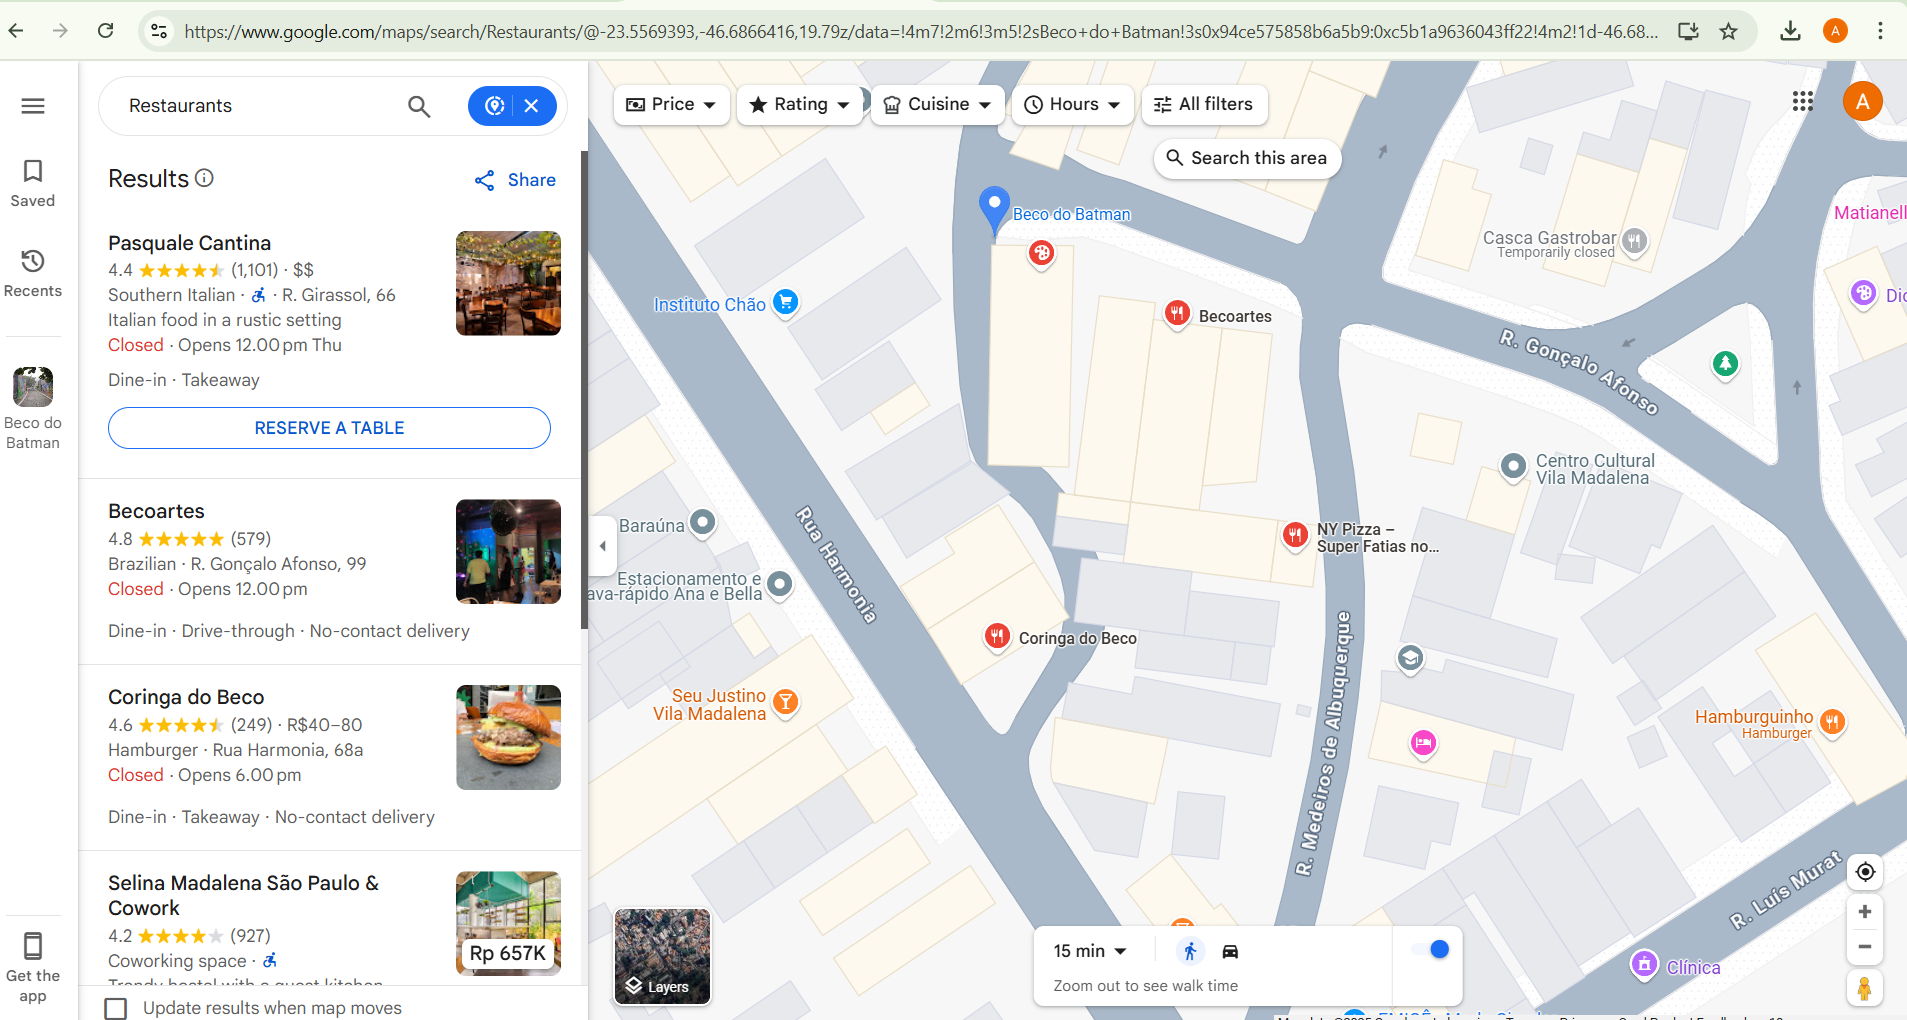 https://www.google.com/maps/search/Restaurants/@-23.5569393,-46.6866416,19.79z/data=!4m7!2m6!3m5!2sBeco+do+Batman!3s0x94ce575858b6a5b9:0xc5b1a9636043ff22!4m2!1d-46.68...
A
Restaurants
Price
Rating
Cuisine
Hours
All filters
A
Search this area
Saved
Recents
Beco do
Batman
Get the
app
Results
Share
Pasquale Cantina
4.4 (1,101) · $$
Southern Italian · · R. Girassol, 66
Italian food in a rustic setting
Closed · Opens 12.00 pm Thu
Dine-in · Takeaway
RESERVE A TABLE
Becoartes
4.8 (579)
Brazilian · R. Gonçalo Afonso, 99
Closed · Opens 12.00 pm
Dine-in · Drive-through · No-contact delivery
Coringa do Beco
4.6 (249) · R$40–80
Hamburger · Rua Harmonia, 68a
Closed · Opens 6.00 pm
Dine-in · Takeaway · No-contact delivery
Selina Madalena São Paulo &
Cowork
4.2 (927)
Coworking space ·
Trendy hostel with a guest kitchen
Rp 657K
Update results when map moves
Beco do Batman
Instituto Chão
Becoartes
Casca Gastrobar
Temporarily closed
Matianell
Dio
R. Gonçalo Afonso
Centro Cultural
Vila Madalena
Baraúna
Rua Harmonia
NY Pizza –
Super Fatias no...
Estacionamento e
ava-rápido Ana e Bella
Coringa do Beco
Seu Justino
Vila Madalena
R. Medeiros de Albuquerque
Hamburguinho
Hamburger
R. Luís Murat
Clínica
Layers
15 min
Zoom out to see walk time